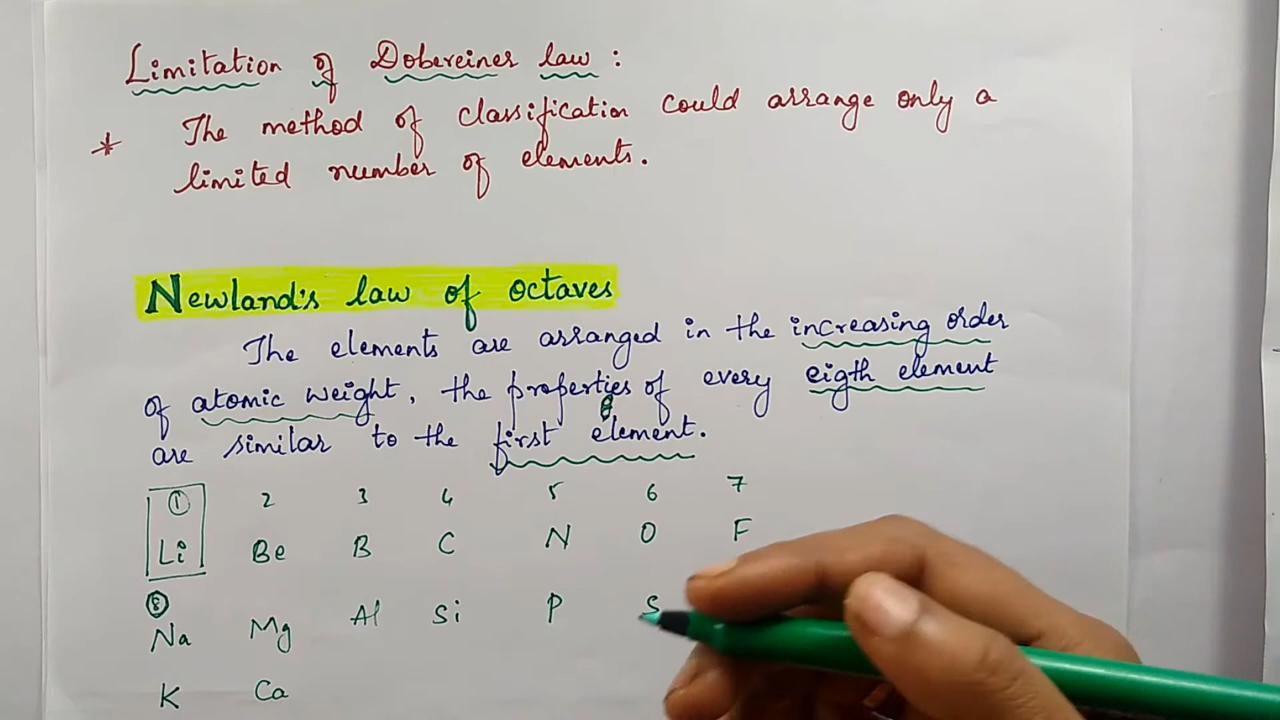 Limitation of Dobereiner law :
* The method of classification could arrange only a
limited number of elements.
Newland's law of octaves
The elements are arranged in the increasing order
of atomic weight, the properties of every eigth element
are similar to the first element.
1 2 3 4 5 6 7
Li Be B C N O F
8
Na Mg Al Si P S
K Ca